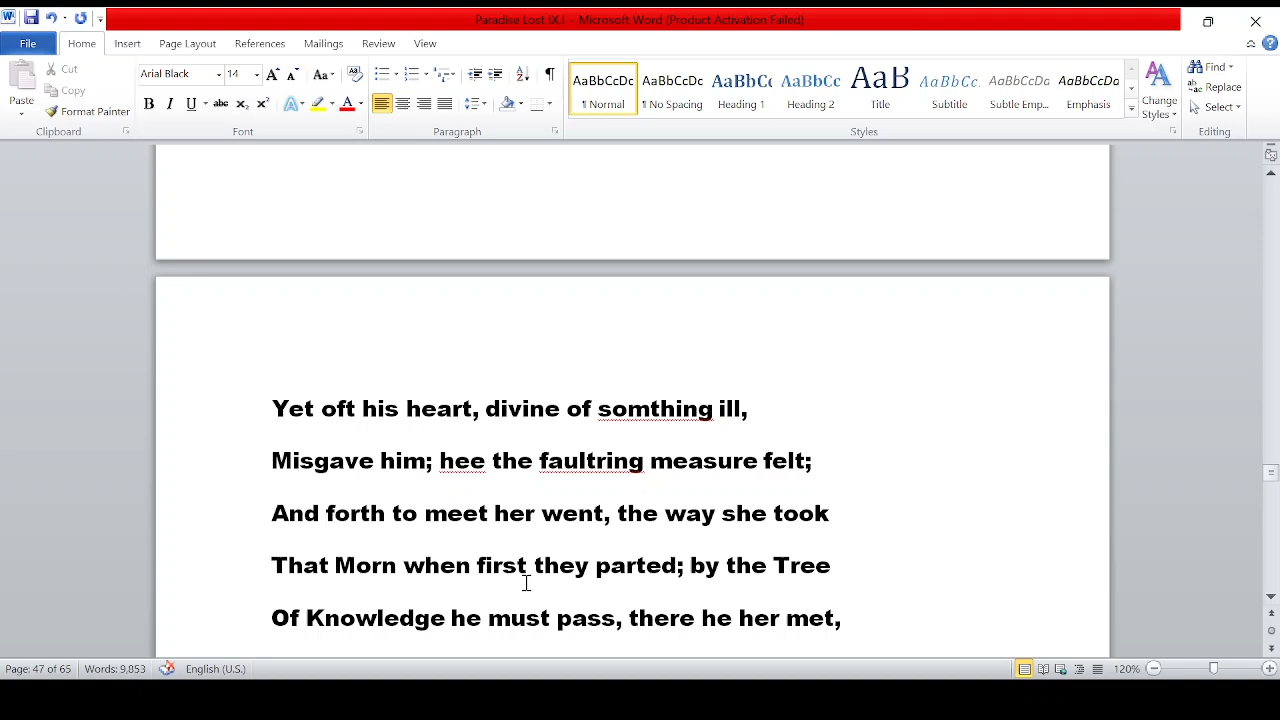 Paradise Lost IX.I - Microsoft Word (Product Activation Failed)
File Home Insert Page Layout References Mailings Review View
Cut
Copy
Format Painter
Paste
Clipboard
Arial Black 14
Font
Paragraph
AaBbCcDc AaBbCcDc AaBbC AaBbCc AaB AaBbCc. AaBbCcDc AaBbCcDc
¶ Normal ¶ No Spacing Heading 1 Heading 2 Title Subtitle Subtle Em... Emphasis
Change Styles
Styles
Find
Replace
Select
Editing
Yet oft his heart, divine of somthing ill,
Misgave him; hee the faultring measure felt;
And forth to meet her went, the way she took
That Morn when first they parted; by the Tree
Of Knowledge he must pass, there he her met,
Page: 47 of 65 Words: 9,853 English (U.S.) 120%